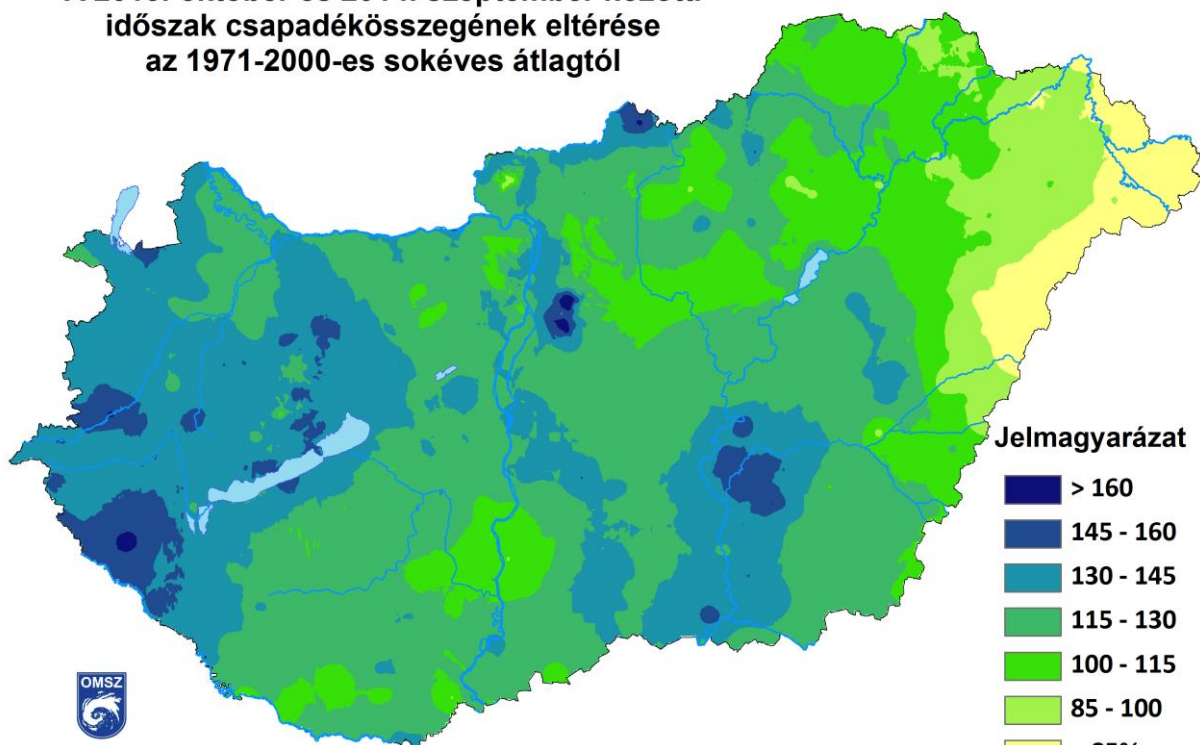 időszak csapadékösszegének eltérése
az 1971-2000-es sokéves átlagtól
Jelmagyarázat
> 160
145 - 160
130 - 145
115 - 130
100 - 115
85 - 100
OMSZ